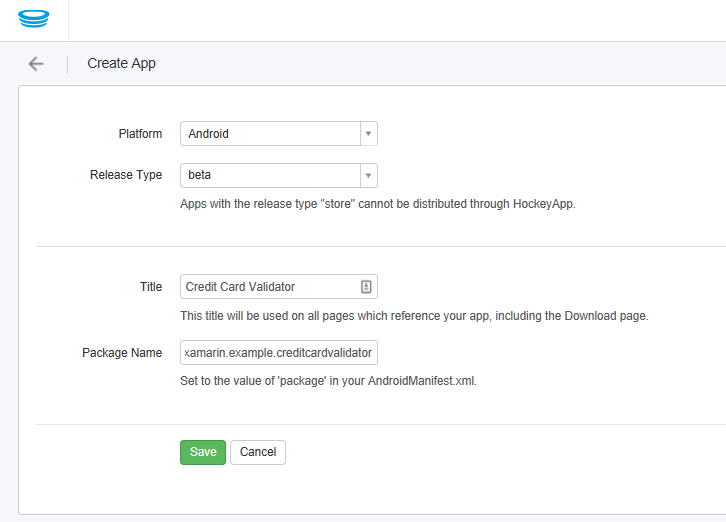 Create App
Platform Android
Release Type beta
Apps with the release type "store" cannot be distributed through HockeyApp.
Title Credit Card Validator
This title will be used on all pages which reference your app, including the Download page.
Package Name xamarin.example.creditcardvalidator
Set to the value of 'package' in your AndroidManifest.xml.
Save Cancel